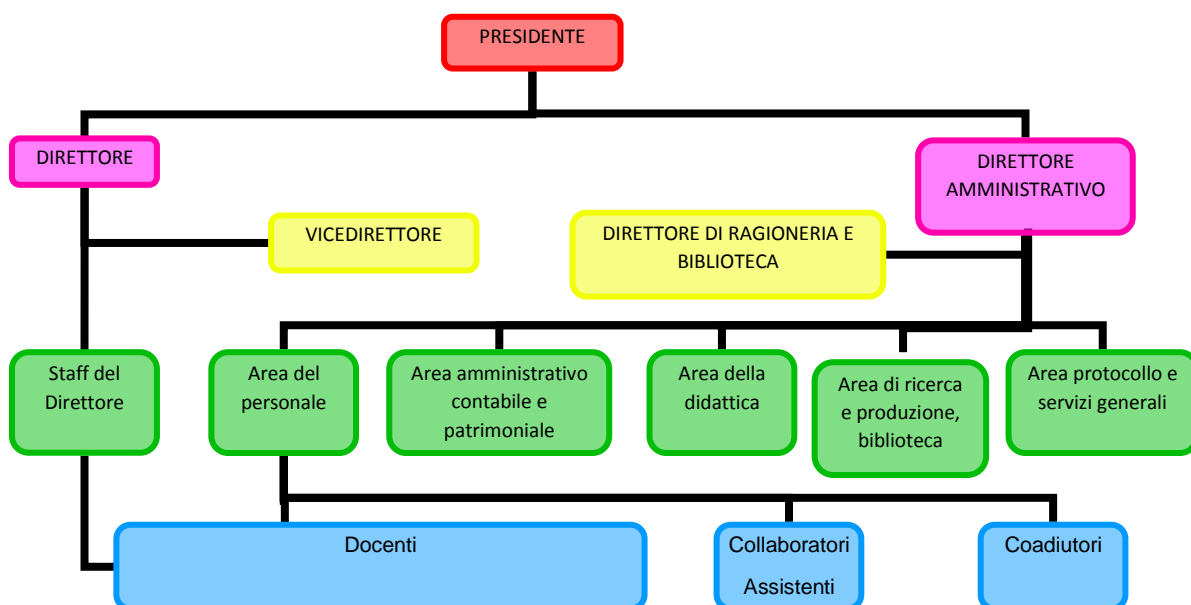 PRESIDENTE
DIRETTORE
DIRETTORE
AMMINISTRATIVO
VICEDIRETTORE
DIRETTORE DI RAGIONERIA E
BIBLIOTECA
Staff del
Direttore
Area del
personale
Area amministrativo
contabile e
patrimoniale
Area della
didattica
Area di ricerca
e produzione,
biblioteca
Area protocollo e
servizi generali
Docenti
Collaboratori
Assistenti
Coadiutori